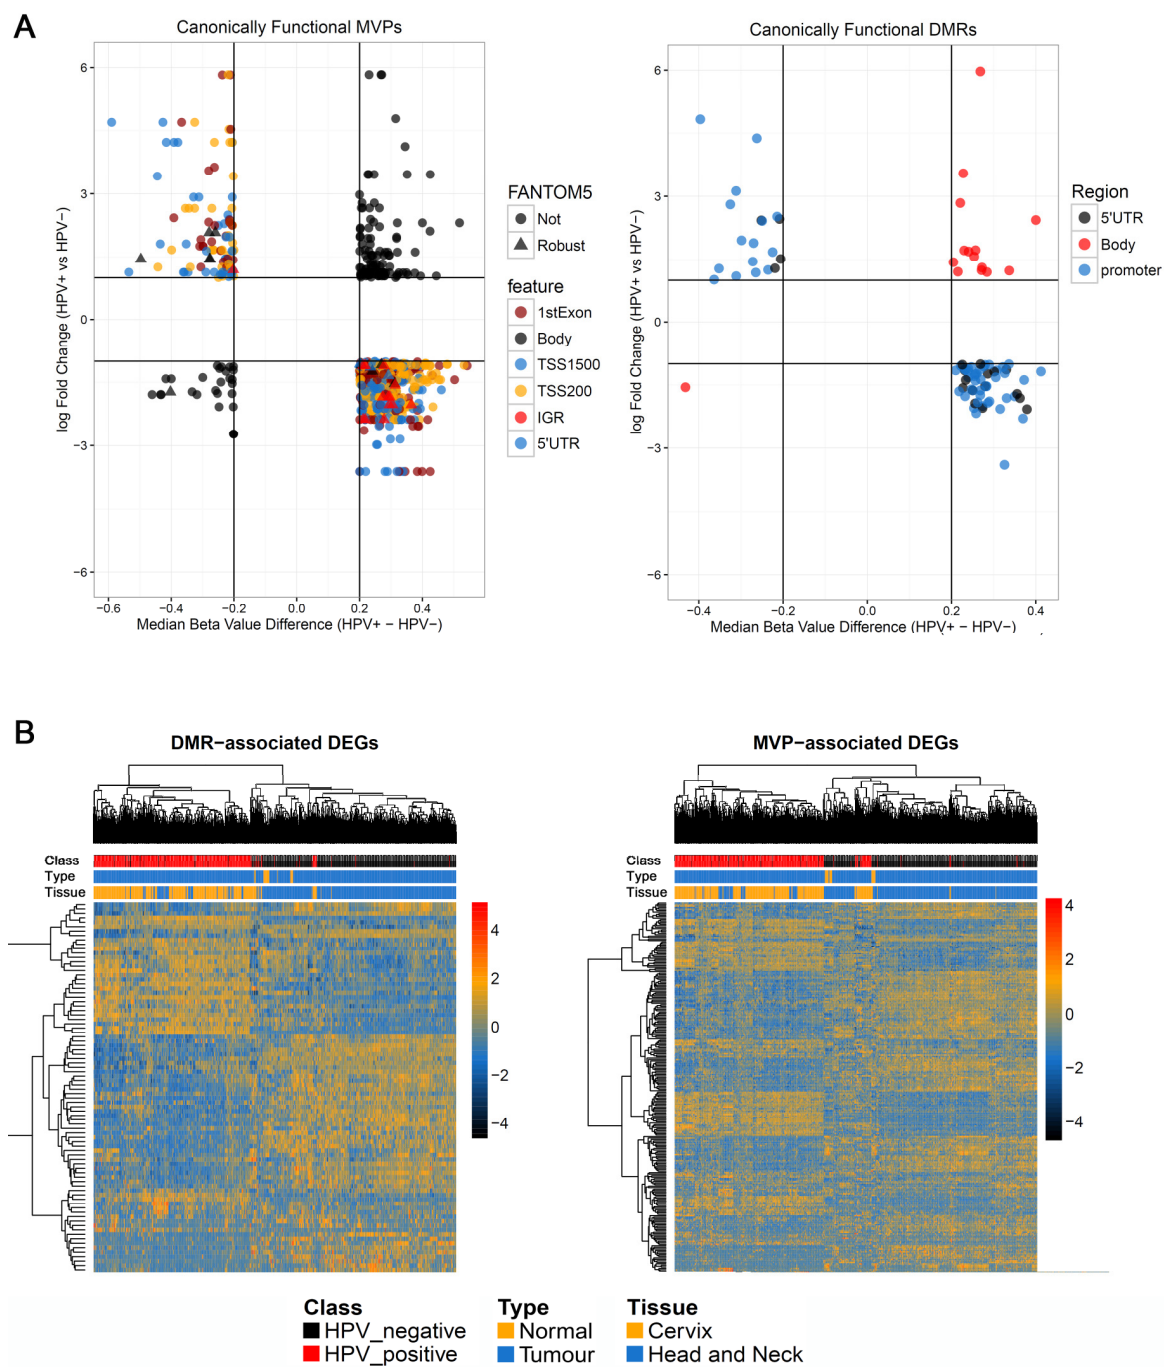 A
Canonically Functional MVPs
log Fold Change (HPV+ vs HPV−)
6
3
0
−3
−6
−0.6
−0.4
−0.2
0.0
0.2
0.4
Median Beta Value Difference (HPV+ − HPV−)
FANTOM5
Not
Robust
feature
1stExon
Body
TSS1500
TSS200
IGR
5'UTR
Canonically Functional DMRs
log Fold Change (HPV+ vs HPV−)
6
3
0
−3
−6
−0.4
−0.2
0.0
0.2
0.4
Median Beta Value Difference (HPV+ − HPV−)
Region
5'UTR
Body
promoter
B
DMR−associated DEGs
Class
Type
Tissue
4
2
0
−2
−4
MVP−associated DEGs
Class
Type
Tissue
4
2
0
−2
−4
Class
HPV_negative
HPV_positive
Type
Normal
Tumour
Tissue
Cervix
Head and Neck